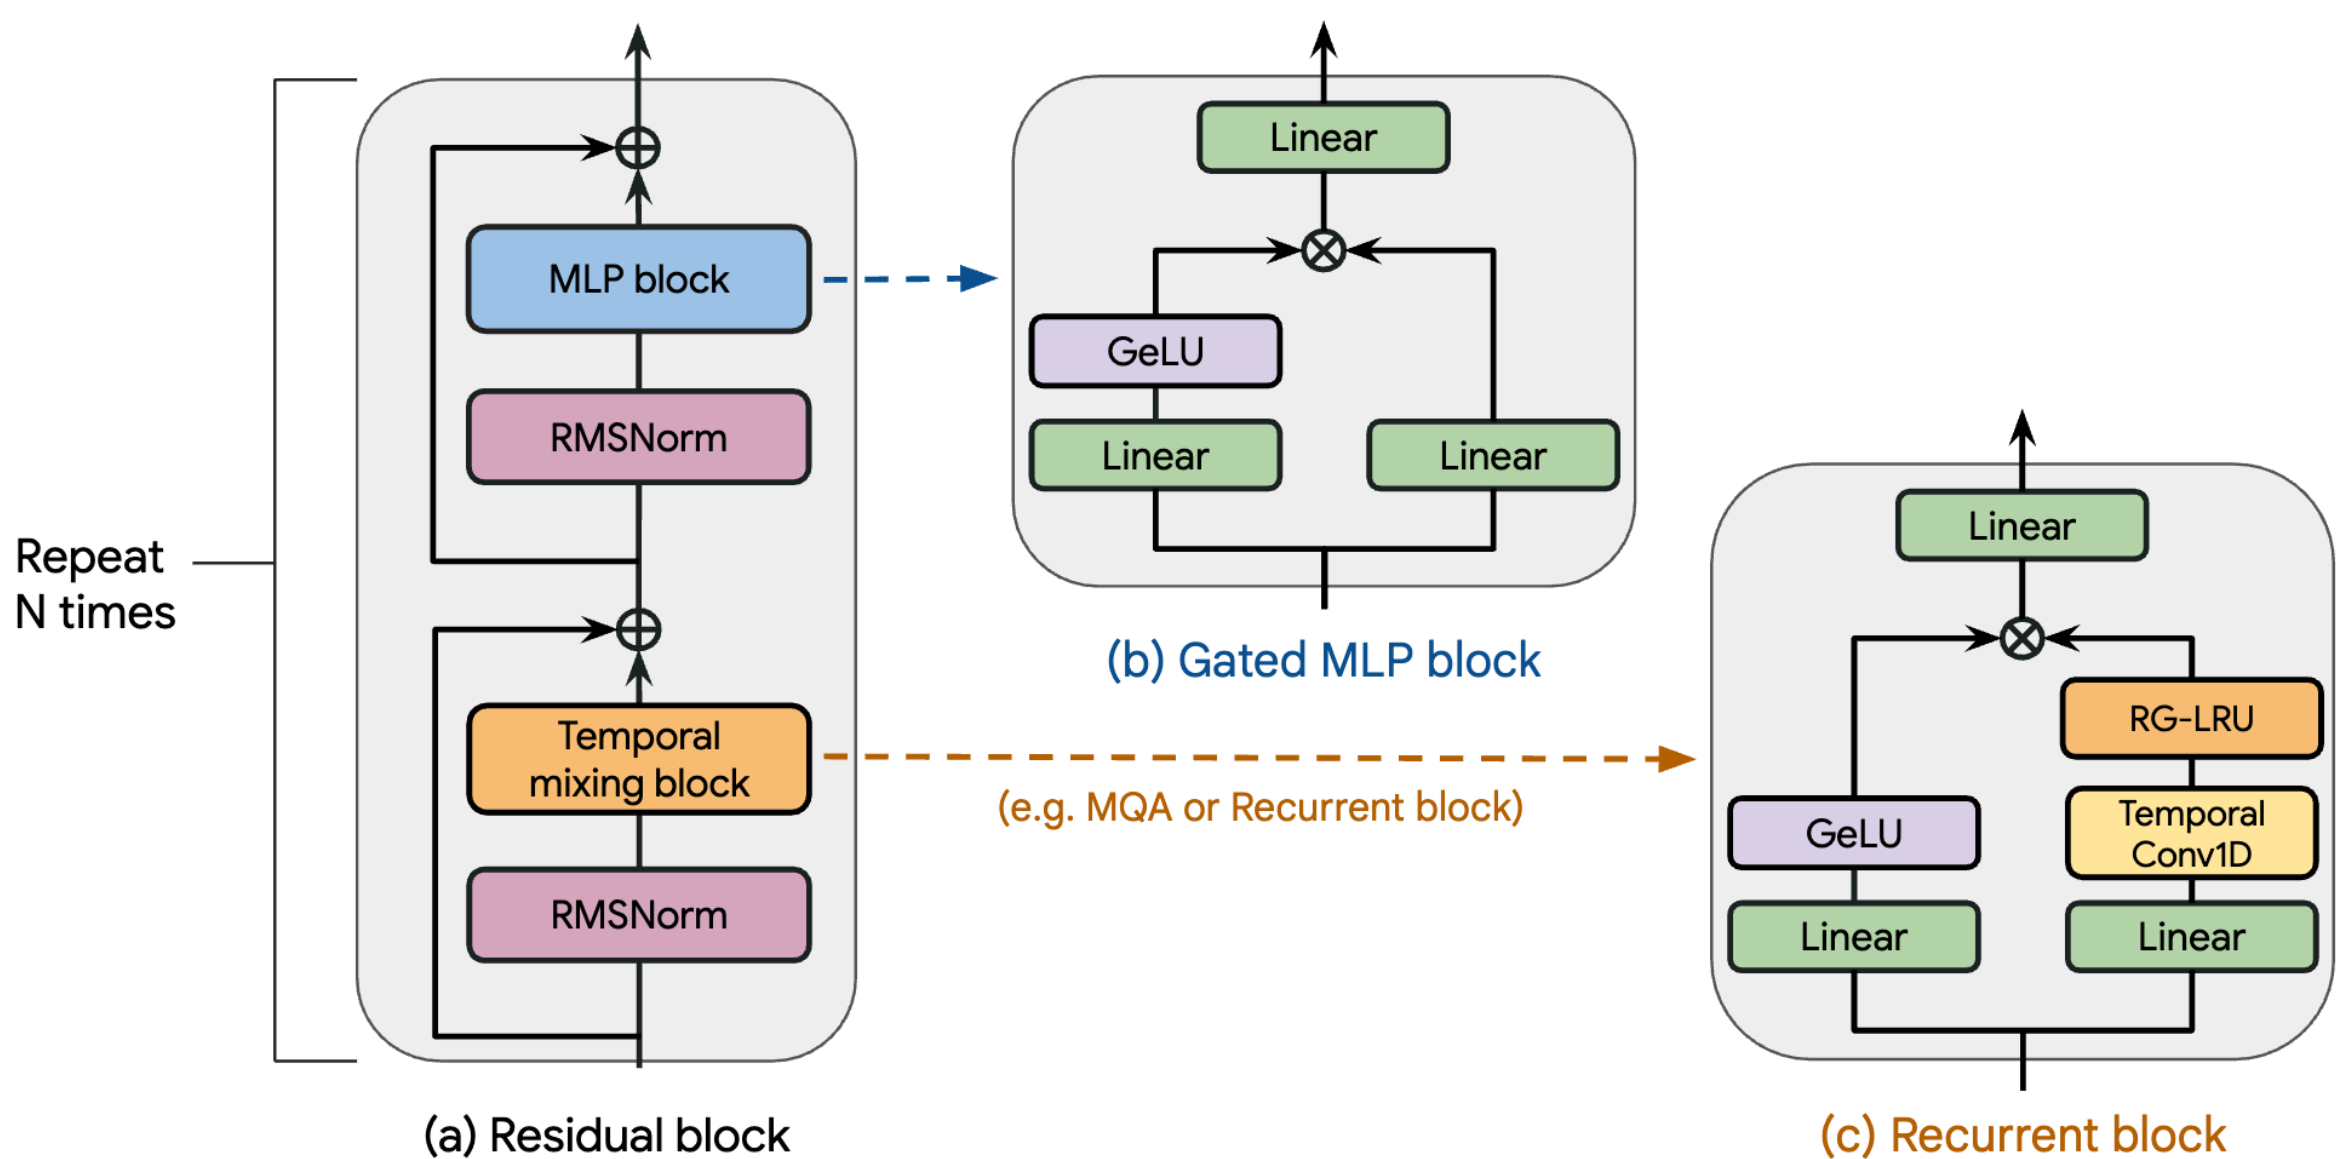 Repeat
N times
MLP block
RMSNorm
Temporal
mixing block
RMSNorm
(a) Residual block
Linear
GeLU
Linear
Linear
(b) Gated MLP block
(e.g. MQA or Recurrent block)
Linear
RG-LRU
GeLU
Temporal
Conv1D
Linear
Linear
(c) Recurrent block